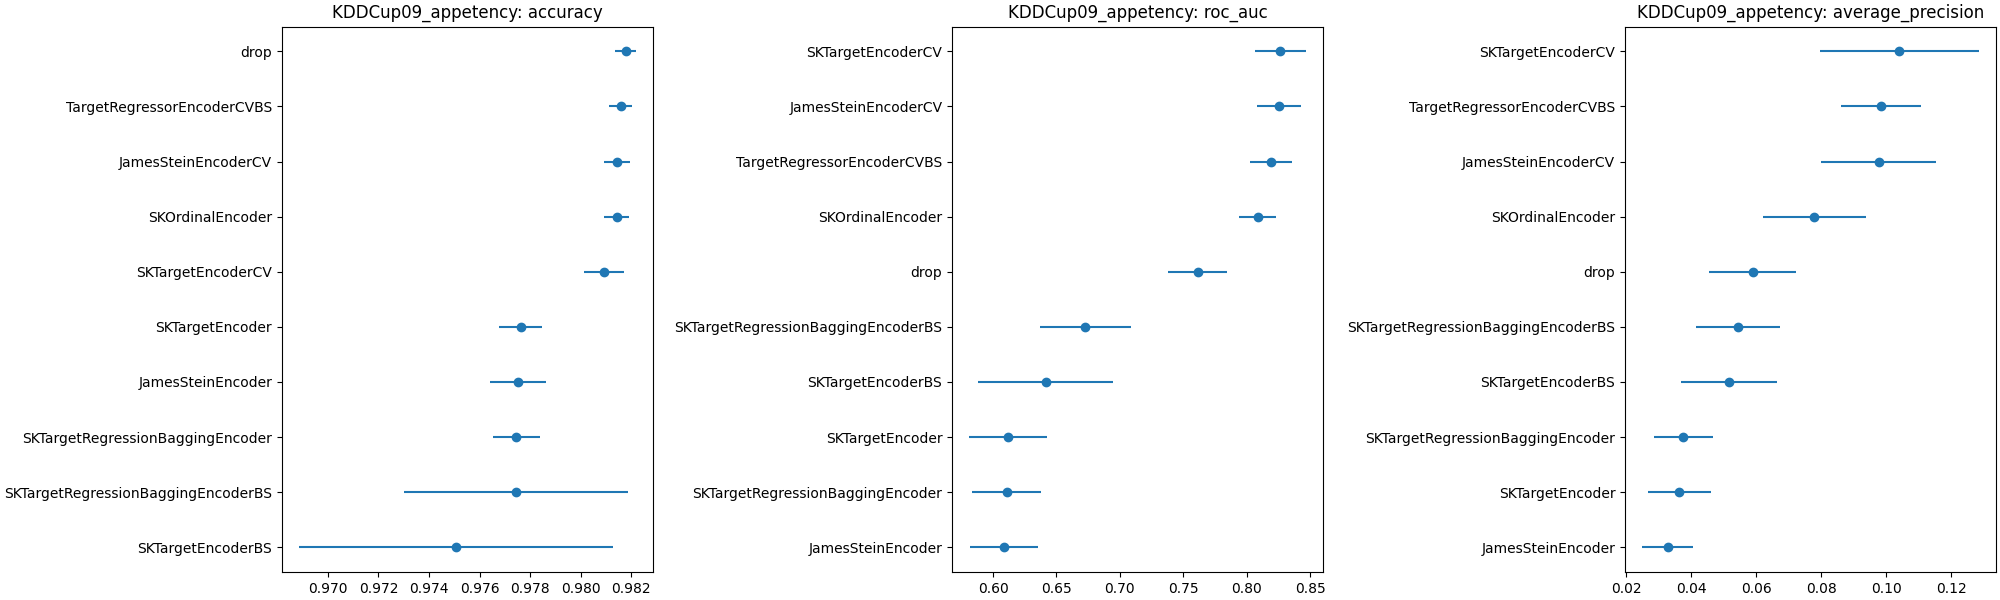 KDDCup09_appetency: accuracy
drop
TargetRegressorEncoderCVBS
JamesSteinEncoderCV
SKOrdinalEncoder
SKTargetEncoderCV
SKTargetEncoder
JamesSteinEncoder
SKTargetRegressionBaggingEncoder
SKTargetRegressionBaggingEncoderBS
SKTargetEncoderBS
0.970 0.972 0.974 0.976 0.978 0.980 0.982
KDDCup09_appetency: roc_auc
SKTargetEncoderCV
JamesSteinEncoderCV
TargetRegressorEncoderCVBS
SKOrdinalEncoder
drop
SKTargetRegressionBaggingEncoderBS
SKTargetEncoderBS
SKTargetEncoder
SKTargetRegressionBaggingEncoder
JamesSteinEncoder
0.60 0.65 0.70 0.75 0.80 0.85
KDDCup09_appetency: average_precision
SKTargetEncoderCV
TargetRegressorEncoderCVBS
JamesSteinEncoderCV
SKOrdinalEncoder
drop
SKTargetRegressionBaggingEncoderBS
SKTargetEncoderBS
SKTargetRegressionBaggingEncoder
SKTargetEncoder
JamesSteinEncoder
0.02 0.04 0.06 0.08 0.10 0.12